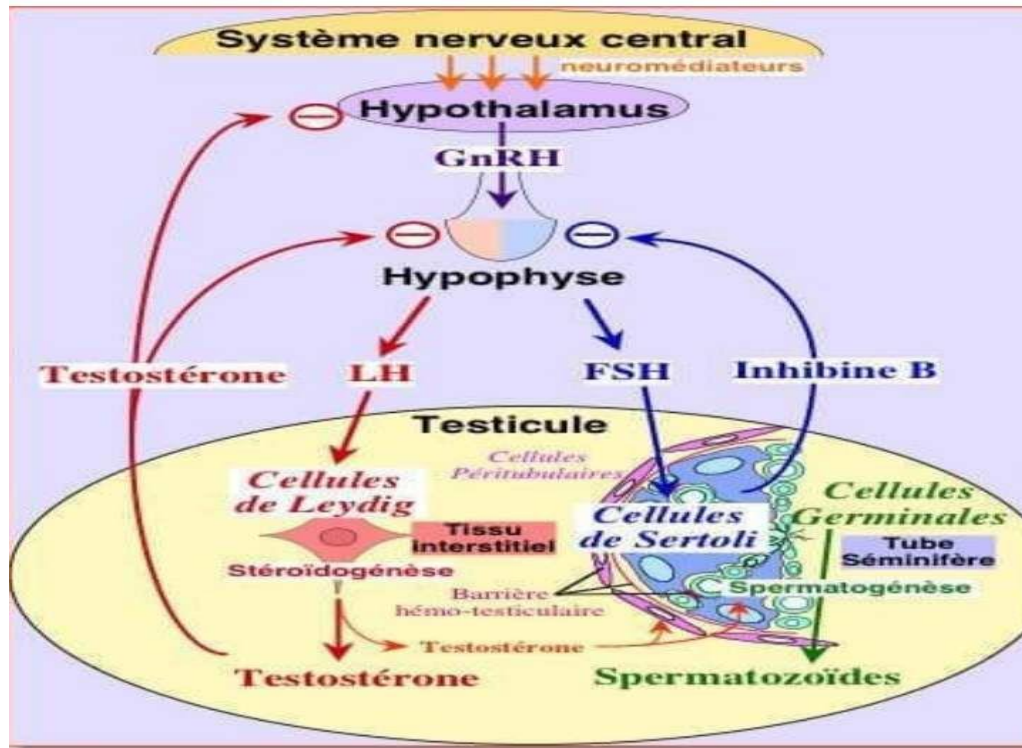 Système nerveux central
neuromédiateurs
Hypothalamus
GnRH
Hypophyse
Testostérone
LH
FSH
Inhibine B
Testicule
Cellules
Péritubulaires
Cellules
de Leydig
Tissu
interstitiel
Stéroïdogénèse
Cellules
de Sertoli
Cellules
Germinales
Tube
Séminifère
Barrière
hémo-testiculaire
Spermatogénèse
Testostérone
Testostérone
Spermatozoïdes